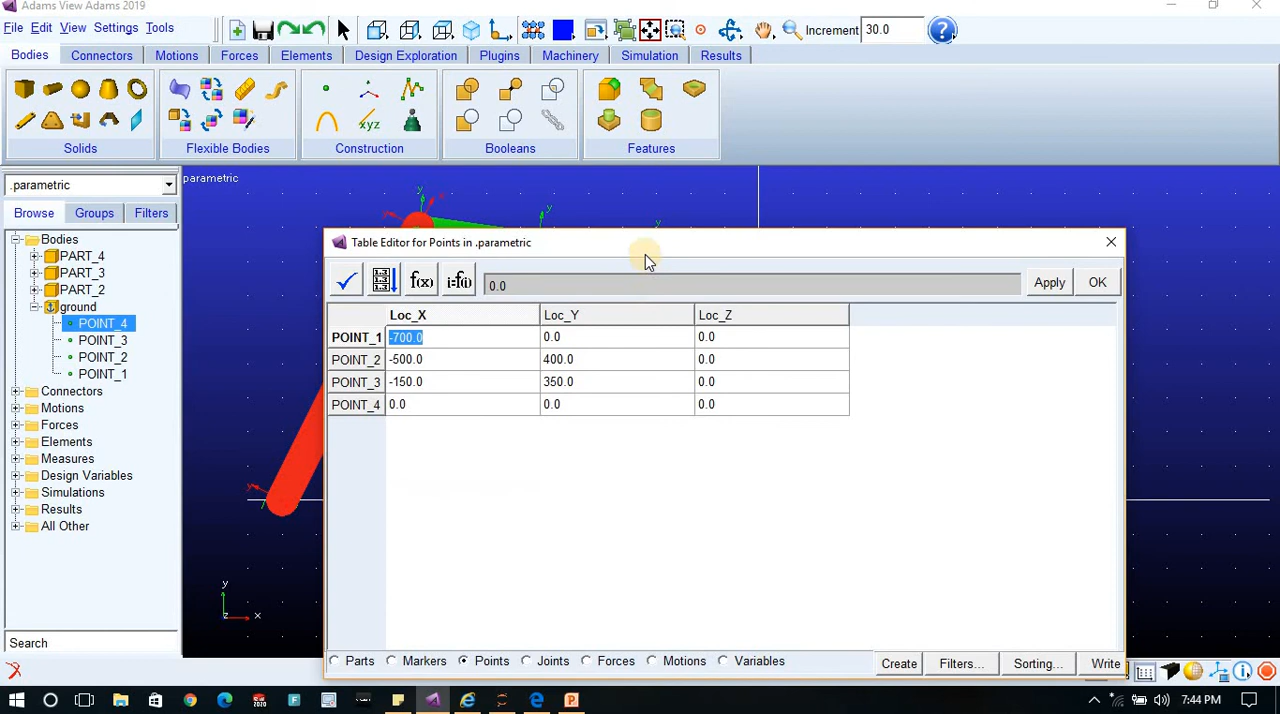 Adams View Adams 2019
File Edit View Settings Tools
Increment 30.0
Bodies Connectors Motions Forces Elements Design Exploration Plugins Machinery Simulation Results
Solids Flexible Bodies Construction Booleans Features
.parametric
parametric
Browse Groups Filters
Bodies
PART_4
PART_3
PART_2
ground
POINT_4
POINT_3
POINT_2
POINT_1
Connectors
Motions
Forces
Elements
Measures
Design Variables
Simulations
Results
All Other
Search
y
y
y
y
x
z
Table Editor for Points in .parametric
f(x) i=f(i) 0.0 Apply OK
Loc_X Loc_Y Loc_Z
POINT_1 -700.0 0.0 0.0
POINT_2 -500.0 400.0 0.0
POINT_3 -150.0 350.0 0.0
POINT_4 0.0 0.0 0.0
Parts Markers Points Joints Forces Motions Variables Create Filters... Sorting... Write
7:44 PM